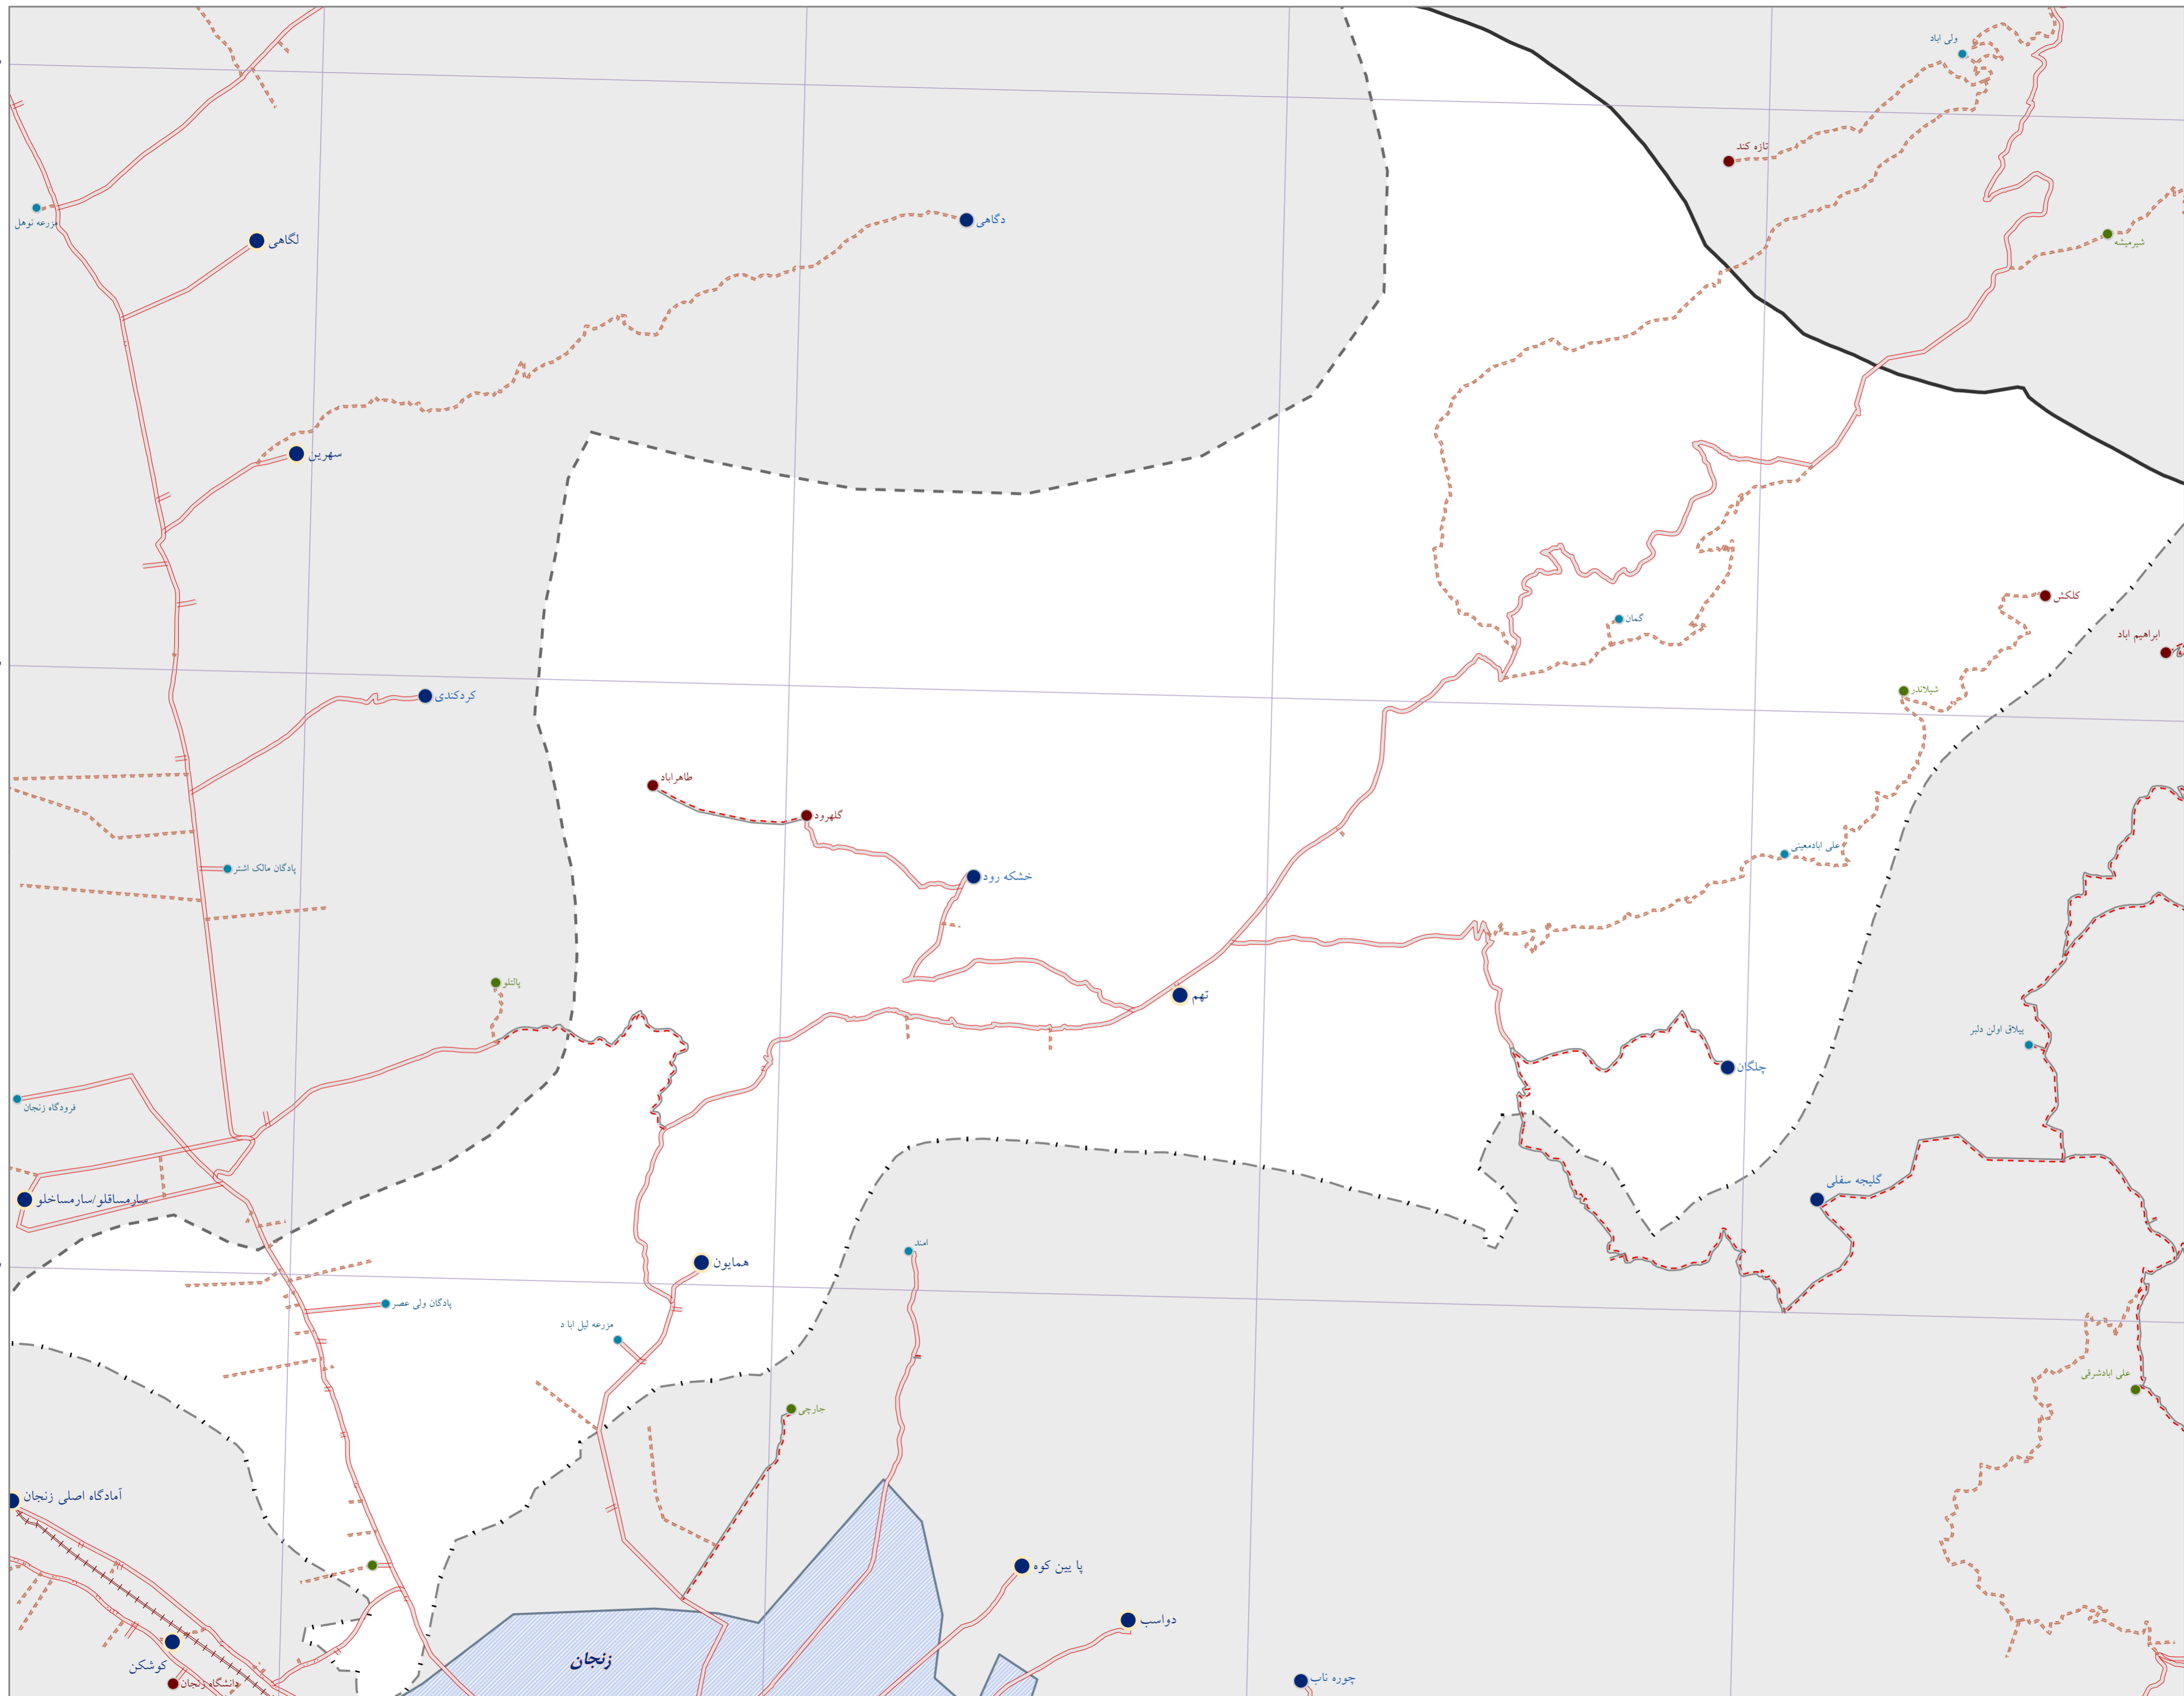 ولی اباد
تازه کند
مزرعه نوهل
لگاهی
دگاهی
شیرمیشه
سهرین
کلکش
گمان
ابراهیم اباد
کردکندی
شیلاندر
طاهراباد
گلهرود
علی ابادمعینی
پادگان مالک اشتر
خشکه رود
پالتلو
تهم
ییلاق اولن دلبر
چلگان
فرودگاه زنجان
گلیجه سفلی
سارمساقلو/سارمساخلو
امند
همایون
پادگان ولی عصر
مزرعه لیل ابا د
علی ابادشرقی
جارچی
آمادگاه اصلی زنجان
پا یین کوه
دواسب
زنجان
کوشکن
چوره ناب
دانشگاه زنجان